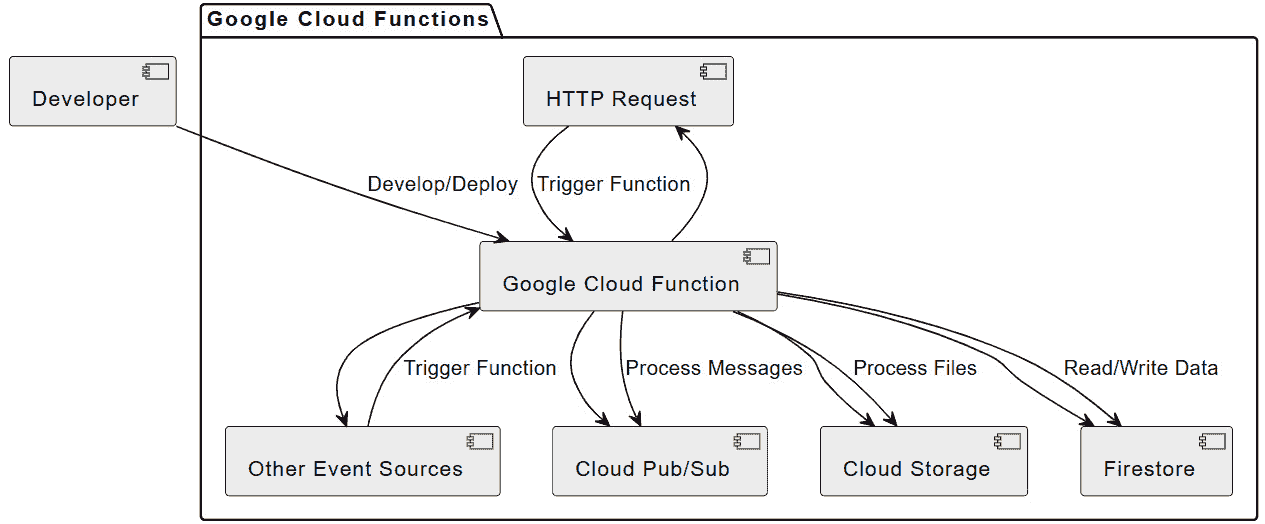 Google Cloud Functions
Developer
HTTP Request
Develop/Deploy
Trigger Function
Google Cloud Function
Trigger Function
Process Messages
Process Files
Read/Write Data
Other Event Sources
Cloud Pub/Sub
Cloud Storage
Firestore